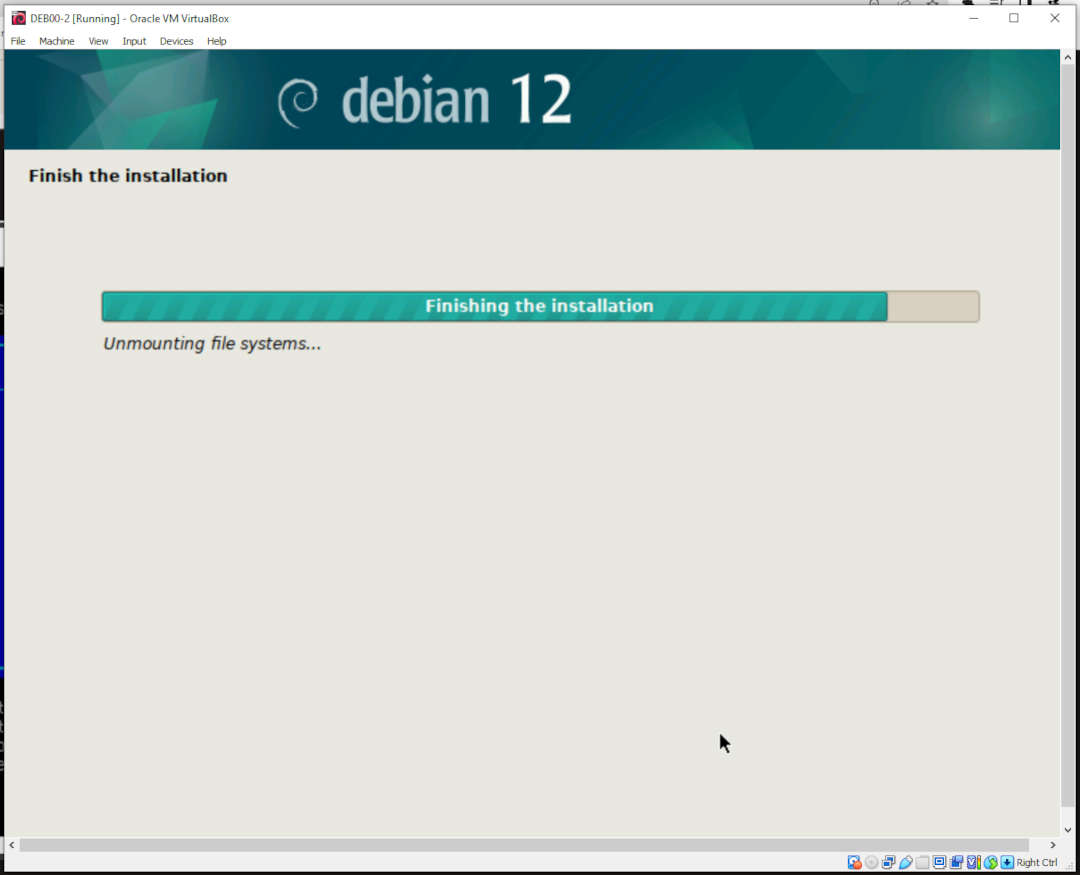 DEB00-2 [Running] - Oracle VM VirtualBox
File Machine View Input Devices Help
debian 12
Finish the installation
Finishing the installation
Unmounting file systems...
Right Ctrl